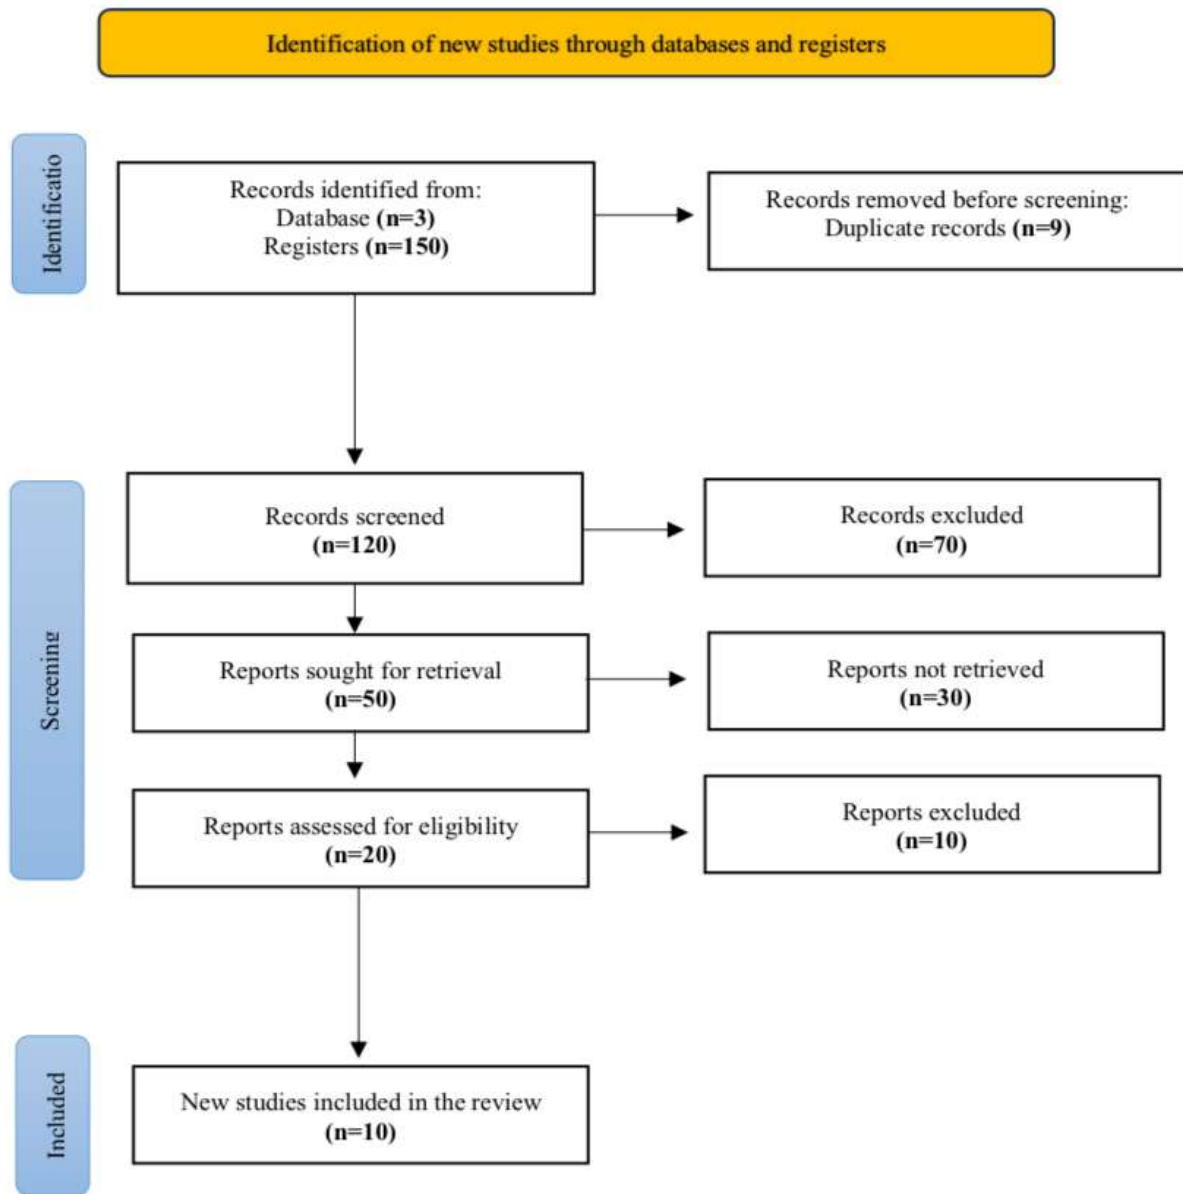 Identification of new studies through databases and registers
Identificatio
Records identified from:
Database (n=3)
Registers (n=150)
Records removed before screening:
Duplicate records (n=9)
Screening
Records screened
(n=120)
Records excluded
(n=70)
Reports sought for retrieval
(n=50)
Reports not retrieved
(n=30)
Reports assessed for eligibility
(n=20)
Reports excluded
(n=10)
Included
New studies included in the review
(n=10)